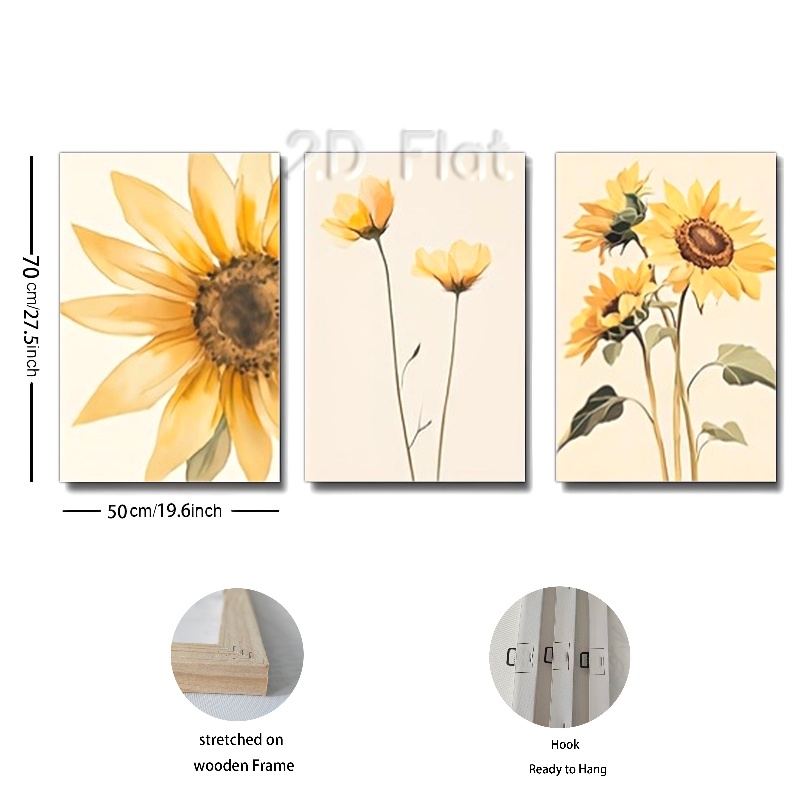 2D Flat
70 cm/27.5inch
50cm/19.6inch
stretched on
wooden Frame
Hook
Ready to Hang